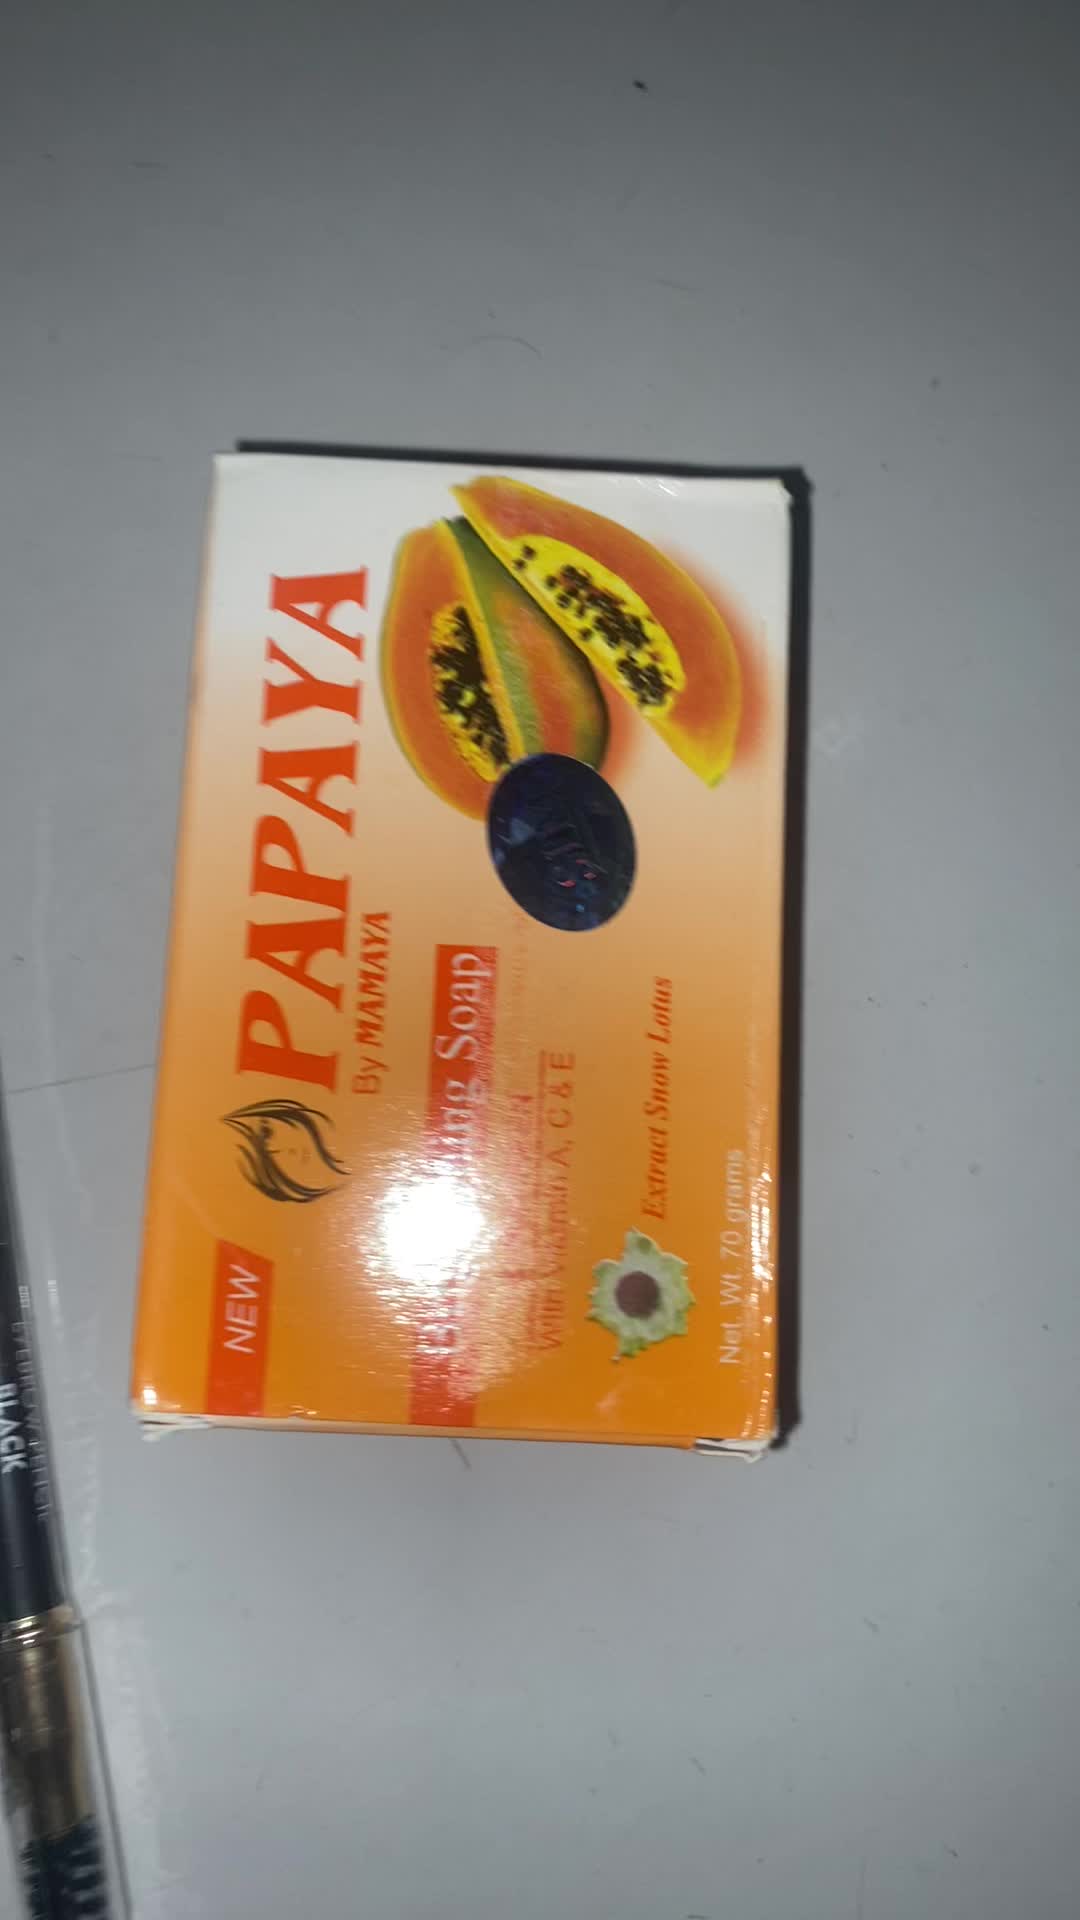 PAPAYA
By MAMAYA
NEW
Soap
With Vitamin A, C & E
Extract Snow Lotus
Net. Wt. 70 grams
BLACK